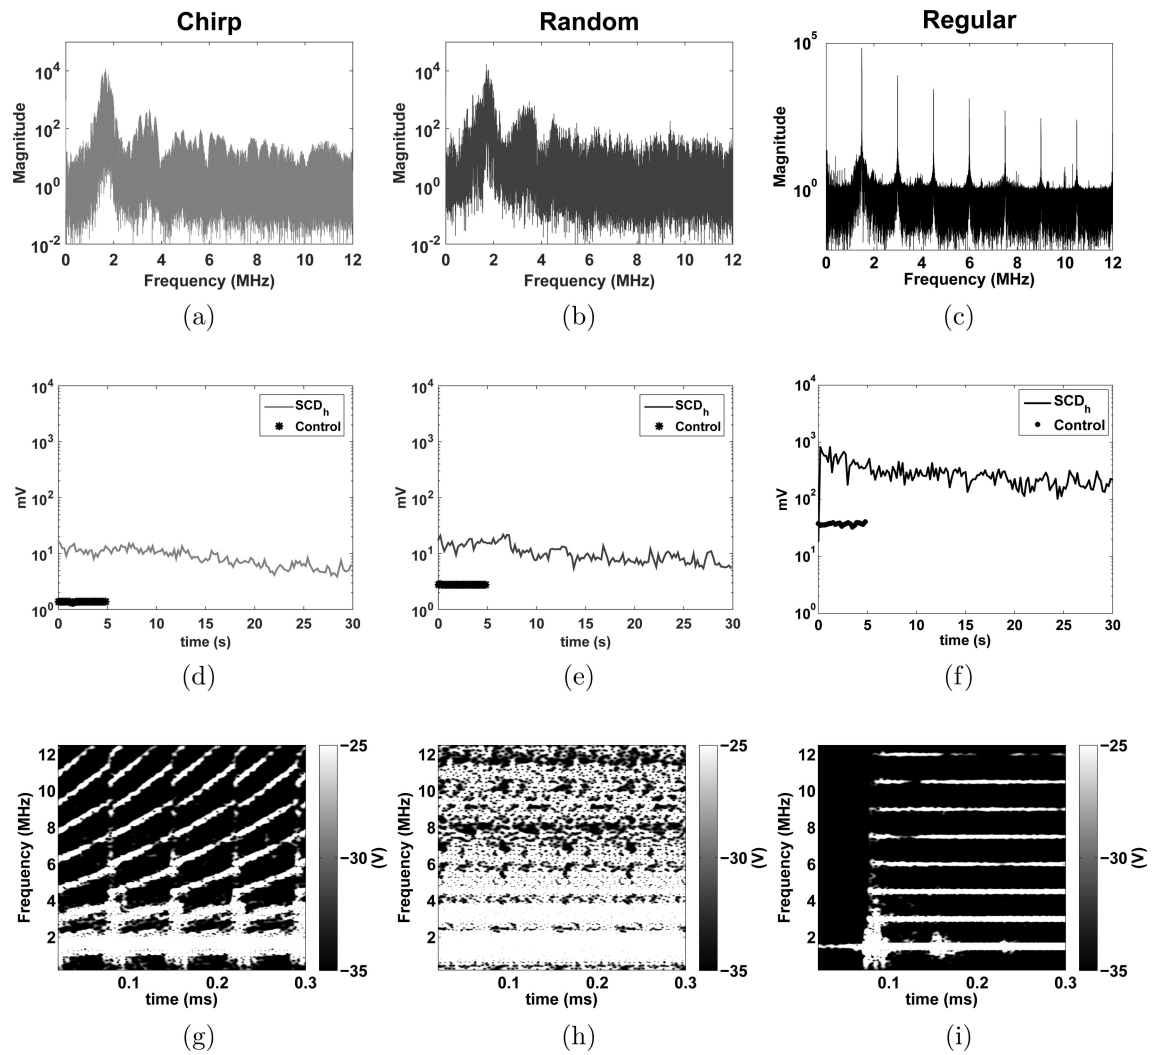 Chirp
Random
Regular
10^4
10^2
10^0
10^-2
Magnitude
0 2 4 6 8 10 12
Frequency (MHz)
(a)
10^4
10^2
10^0
10^-2
Magnitude
0 2 4 6 8 10 12
Frequency (MHz)
(b)
10^5
10^0
Magnitude
0 2 4 6 8 10 12
Frequency (MHz)
(c)
10^4
10^3
10^2
10^1
10^0
mV
SCD_h
Control
0 5 10 15 20 25 30
time (s)
(d)
10^4
10^3
10^2
10^1
10^0
mV
SCD_h
Control
0 5 10 15 20 25 30
time (s)
(e)
10^4
10^3
10^2
10^1
10^0
mV
SCD_h
Control
0 5 10 15 20 25 30
time (s)
(f)
12
10
8
6
4
2
Frequency (MHz)
0.1 0.2 0.3
time (ms)
−25
−30
−35
(V)
(g)
12
10
8
6
4
2
Frequency (MHz)
0.1 0.2 0.3
time (ms)
−25
−30
−35
(V)
(h)
12
10
8
6
4
2
Frequency (MHz)
0.1 0.2 0.3
time (ms)
−25
−30
−35
(V)
(i)